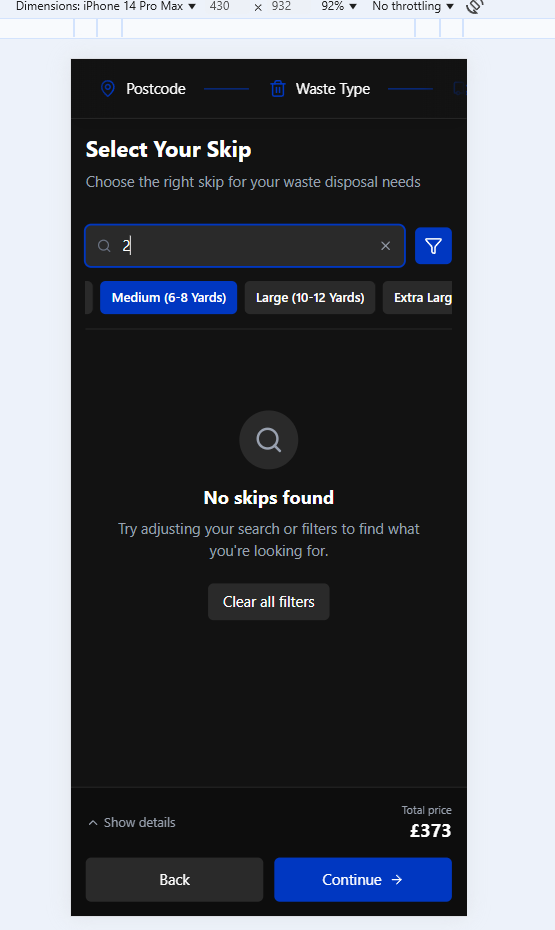 Dimensions: iPhone 14 Pro Max ▼ 430 × 932 92% ▼ No throttling ▼
Postcode Waste Type
Select Your Skip
Choose the right skip for your waste disposal needs
2
Medium (6-8 Yards) Large (10-12 Yards) Extra Larg
No skips found
Try adjusting your search or filters to find what
you're looking for.
Clear all filters
Total price
Show details
£373
Back Continue →